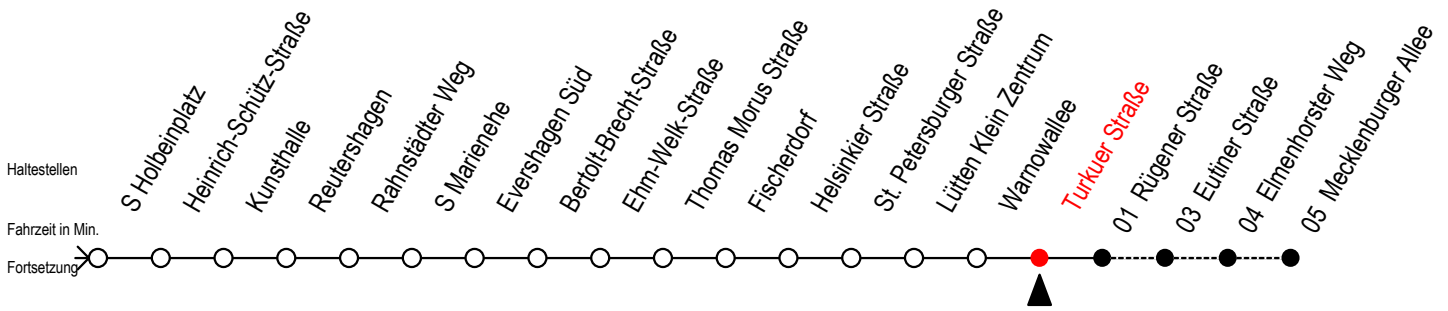 Haltestellen
S Holbeinplatz
Heinrich-Schütz-Straße
Kunsthalle
Reutershagen
Rahnstädter Weg
S Marienehe
Evershagen Süd
Bertolt-Brecht-Straße
Ehm-Welk-Straße
Thomas Morus Straße
Fischerdorf
Helsinkier Straße
St. Petersburger Straße
Lütten Klein Zentrum
Warnowallee
Turkuer Straße
01 Rügener Straße
03 Eutiner Straße
04 Elmenhorster Weg
05 Mecklenburger Allee
Fahrzeit in Min.
Fortsetzung